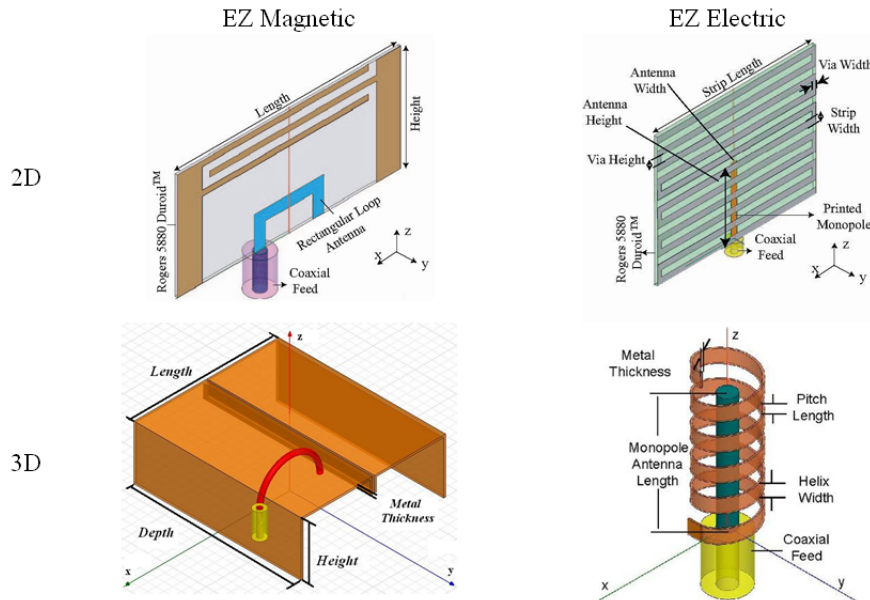 EZ Magnetic
EZ Electric
2D
Length
Height
Rogers 5880 Duroid™
Rectangular Loop
Antenna
Coaxial
Feed
z
x
y
Strip Length
Via Width
Antenna
Width
Antenna
Height
Strip
Width
Via Height
Rogers 5880
Duroid™
Printed
Monopole
Coaxial
Feed
z
x
y
3D
z
Length
Metal
Thickness
Depth
Height
x
y
z
Metal
Thickness
Pitch
Length
Monopole
Antenna
Length
Helix
Width
Coaxial
Feed
x
y